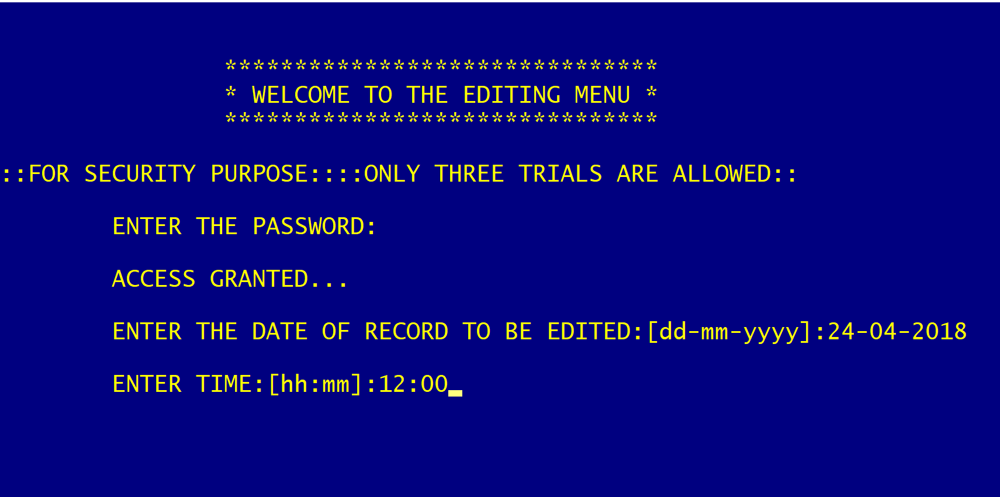 *******************************
* WELCOME TO THE EDITING MENU *
*******************************
::FOR SECURITY PURPOSE::::ONLY THREE TRIALS ARE ALLOWED::
ENTER THE PASSWORD:
ACCESS GRANTED...
ENTER THE DATE OF RECORD TO BE EDITED:[dd-mm-yyyy]:24-04-2018
ENTER TIME:[hh:mm]:12:00_